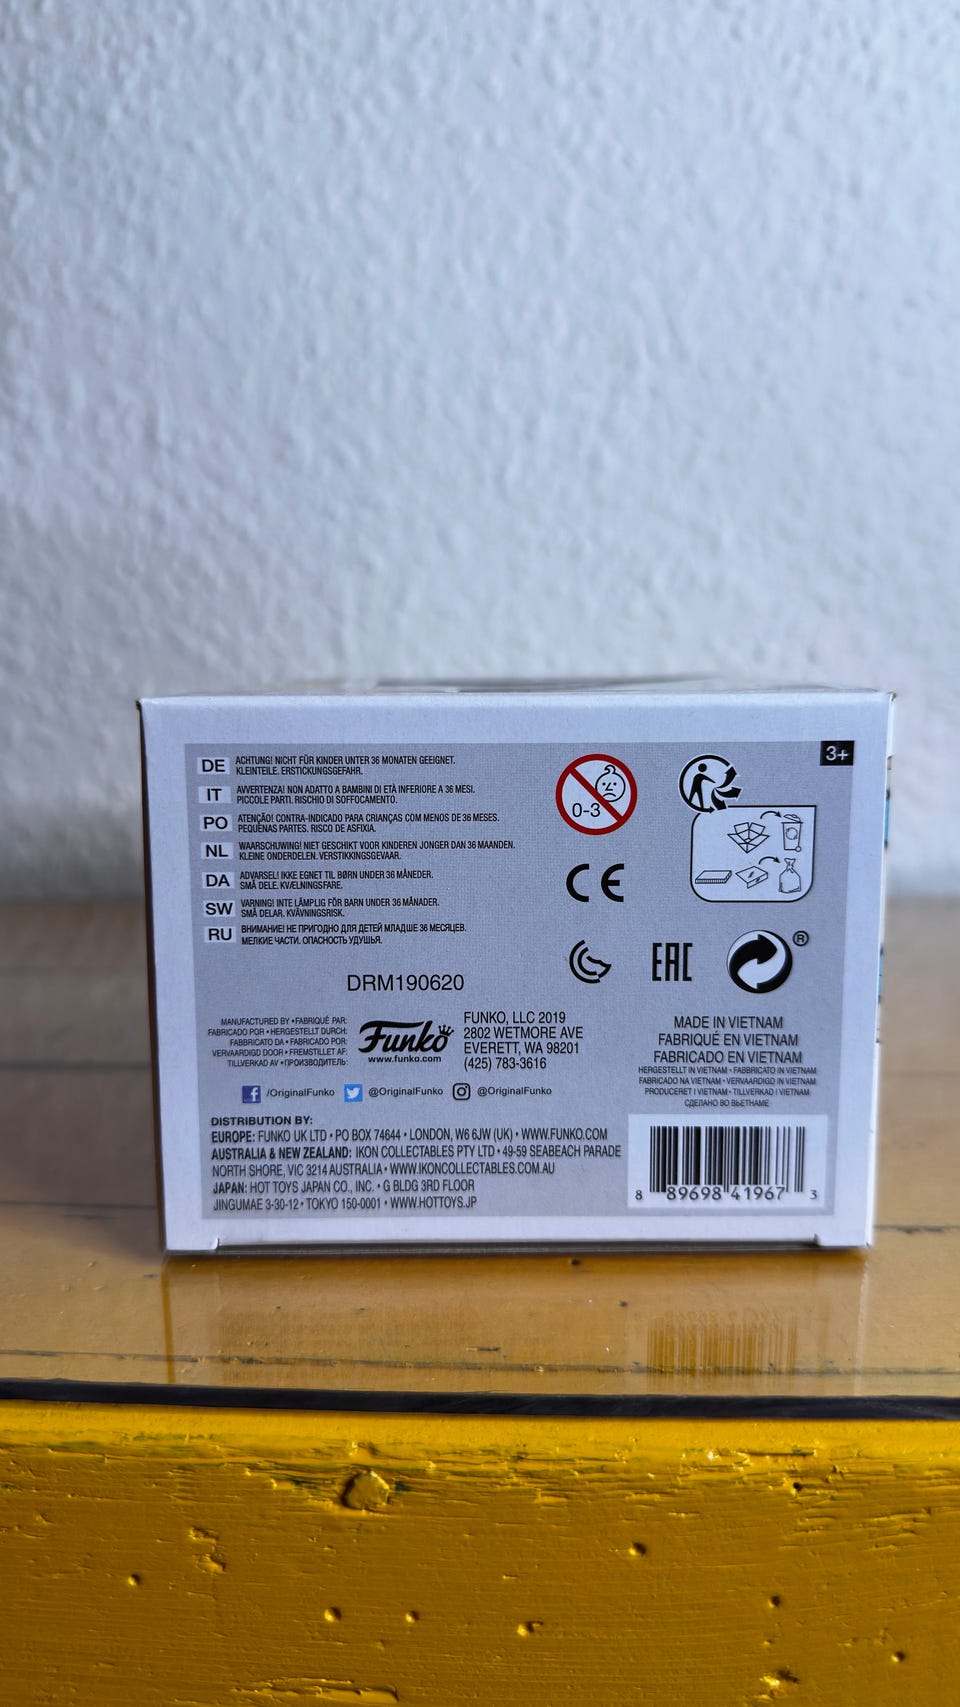 3+
DE ACHTUNG! NICHT FÜR KINDER UNTER 36 MONATEN GEEIGNET.
KLEINTEILE. ERSTICKUNGSGEFAHR.
IT AVVERTENZA! NON ADATTO A BAMBINI DI ETÀ INFERIORE A 36 MESI.
PICCOLE PARTI. RISCHIO DI SOFFOCAMENTO.
PO ATENÇÃO! CONTRA-INDICADO PARA CRIANÇAS COM MENOS DE 36 MESES.
PEQUENAS PARTES. RISCO DE ASFIXIA.
NL WAARSCHUWING! NIET GESCHIKT VOOR KINDEREN JONGER DAN 36 MAANDEN.
KLEINE ONDERDELEN. VERSTIKKINGSGEVAAR.
DA ADVARSEL! IKKE EGNET TIL BØRN UNDER 36 MÅNEDER.
SMÅ DELE. KVÆLNINGSFARE.
SW VARNING! INTE LÄMPLIG FÖR BARN UNDER 36 MÅNADER.
SMÅ DELAR. KVÄVNINGSRISK.
RU ВНИМАНИЕ! НЕ ПРИГОДНО ДЛЯ ДЕТЕЙ МЛАДШЕ 36 МЕСЯЦЕВ.
МЕЛКИЕ ЧАСТИ. ОПАСНОСТЬ УДУШЬЯ.
0-3
CE
EAC
®
DRM190620
MANUFACTURED BY • FABRIQUÉ PAR:
FABRICADO POR • HERGESTELLT DURCH:
FABBRICATO DA • FABRICADO POR:
VERVAARDIGD DOOR • FREMSTILLET AF:
TILLVERKAD AV • ПРОИЗВОДИТЕЛЬ:
Funko
www.funko.com
FUNKO, LLC 2019
2802 WETMORE AVE
EVERETT, WA 98201
(425) 783-3616
MADE IN VIETNAM
FABRIQUÉ EN VIETNAM
FABRICADO EN VIETNAM
HERGESTELLT IN VIETNAM • FABBRICATO IN VIETNAM
FABRICADO NA VIETNAM • VERVAARDIGD IN VIETNAM
PRODUCERET I VIETNAM • TILLVERKAD I VIETNAM
СДЕЛАНО ВО ВЬЕТНАМЕ
f /OriginalFunko @OriginalFunko @OriginalFunko
DISTRIBUTION BY:
EUROPE: FUNKO UK LTD • PO BOX 74644 • LONDON, W6 6JW (UK) • WWW.FUNKO.COM
AUSTRALIA & NEW ZEALAND: IKON COLLECTABLES PTY LTD • 49-59 SEABEACH PARADE
NORTH SHORE, VIC 3214 AUSTRALIA • WWW.IKONCOLLECTABLES.COM.AU
JAPAN: HOT TOYS JAPAN CO., INC. • G BLDG 3RD FLOOR
JINGUMAE 3-30-12 • TOKYO 150-0001 • WWW.HOTTOYS.JP
8 89698 41967 3